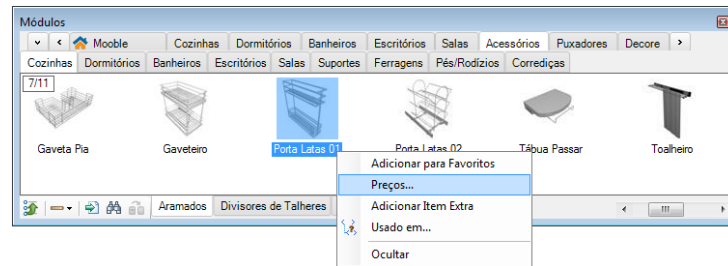 Módulos
Mooble Cozinhas Dormitórios Banheiros Escritórios Salas Acessórios Puxadores Decore
Cozinhas Dormitórios Banheiros Escritórios Salas Suportes Ferragens Pés/Rodízios Corrediças
7/11
Gaveta Pia Gaveteiro Porta Latas 01 Porta Latas 02 Tábua Passar Toalheiro
Adicionar para Favoritos
Preços...
Adicionar Item Extra
Aramados Divisores de Talheres
Usado em...
Ocultar